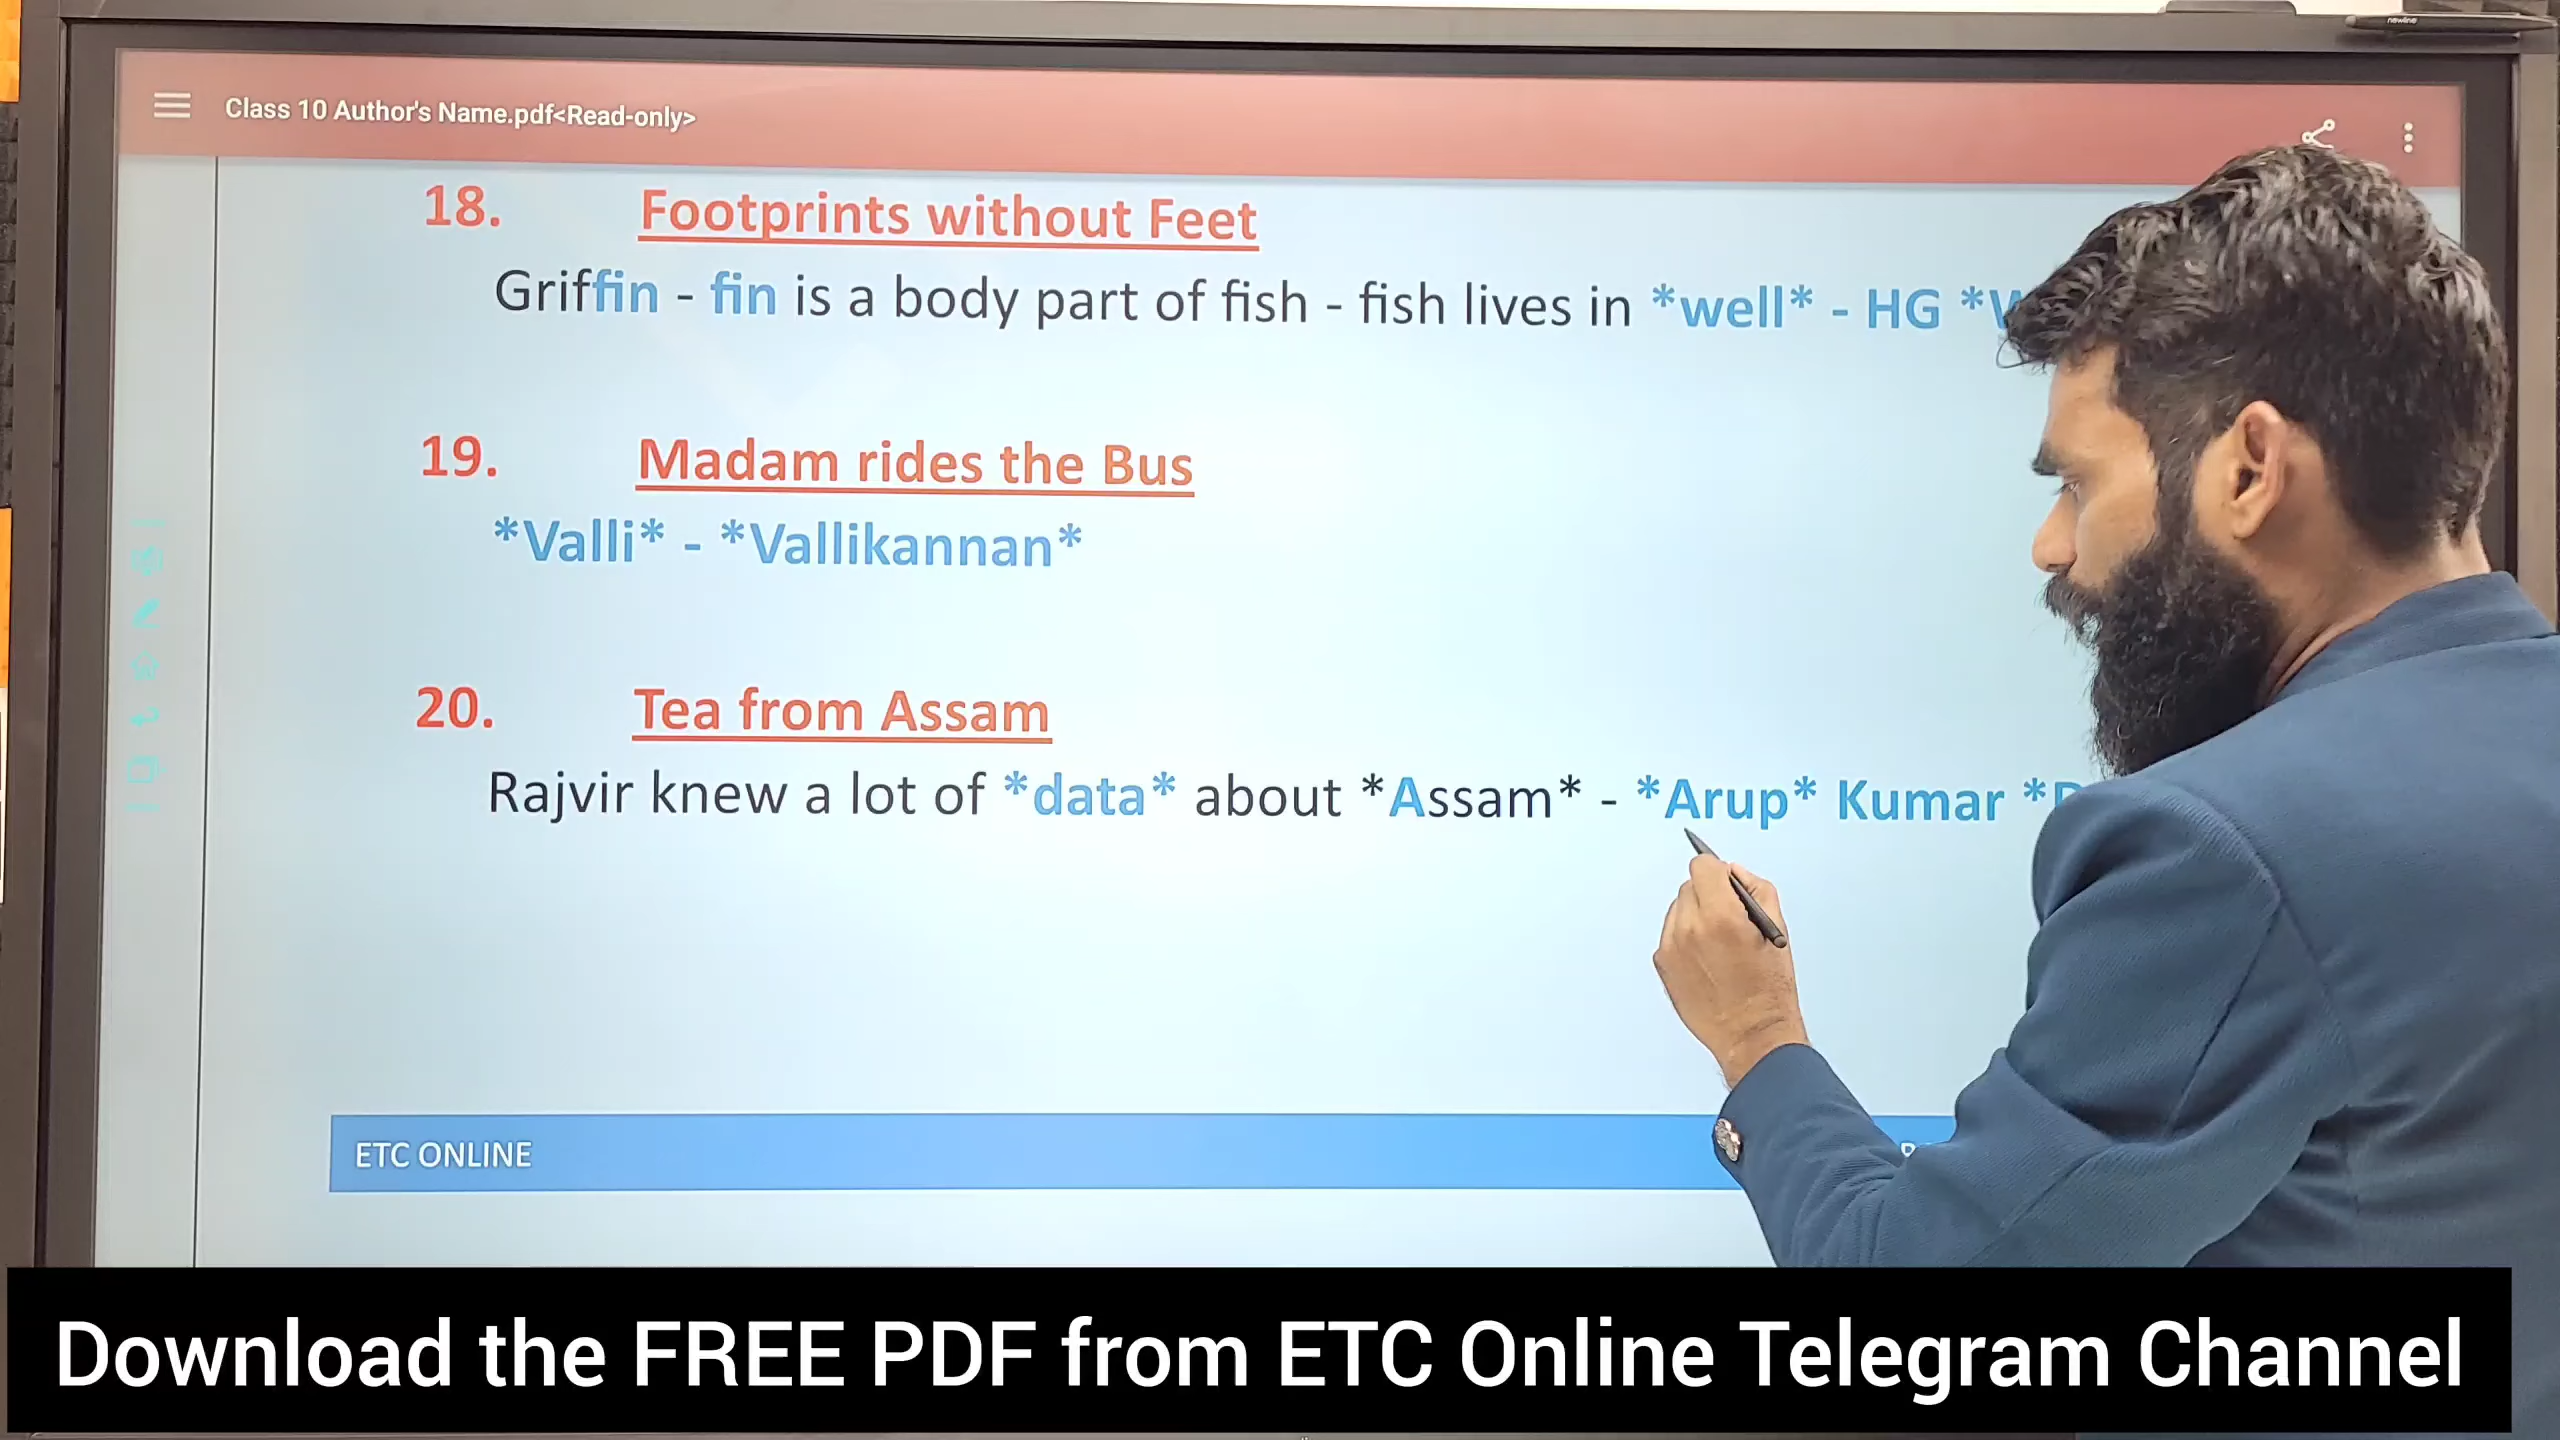 newline
Class 10 Author's Name.pdf<Read-only>
18. Footprints without Feet
Griffin - fin is a body part of fish - fish lives in *well* - HG
19. Madam rides the Bus
*Valli* - *Vallikannan*
20. Tea from Assam
Rajvir knew a lot of *data* about *Assam* - *Arup* Kumar
ETC ONLINE
Download the FREE PDF from ETC Online Telegram Channel